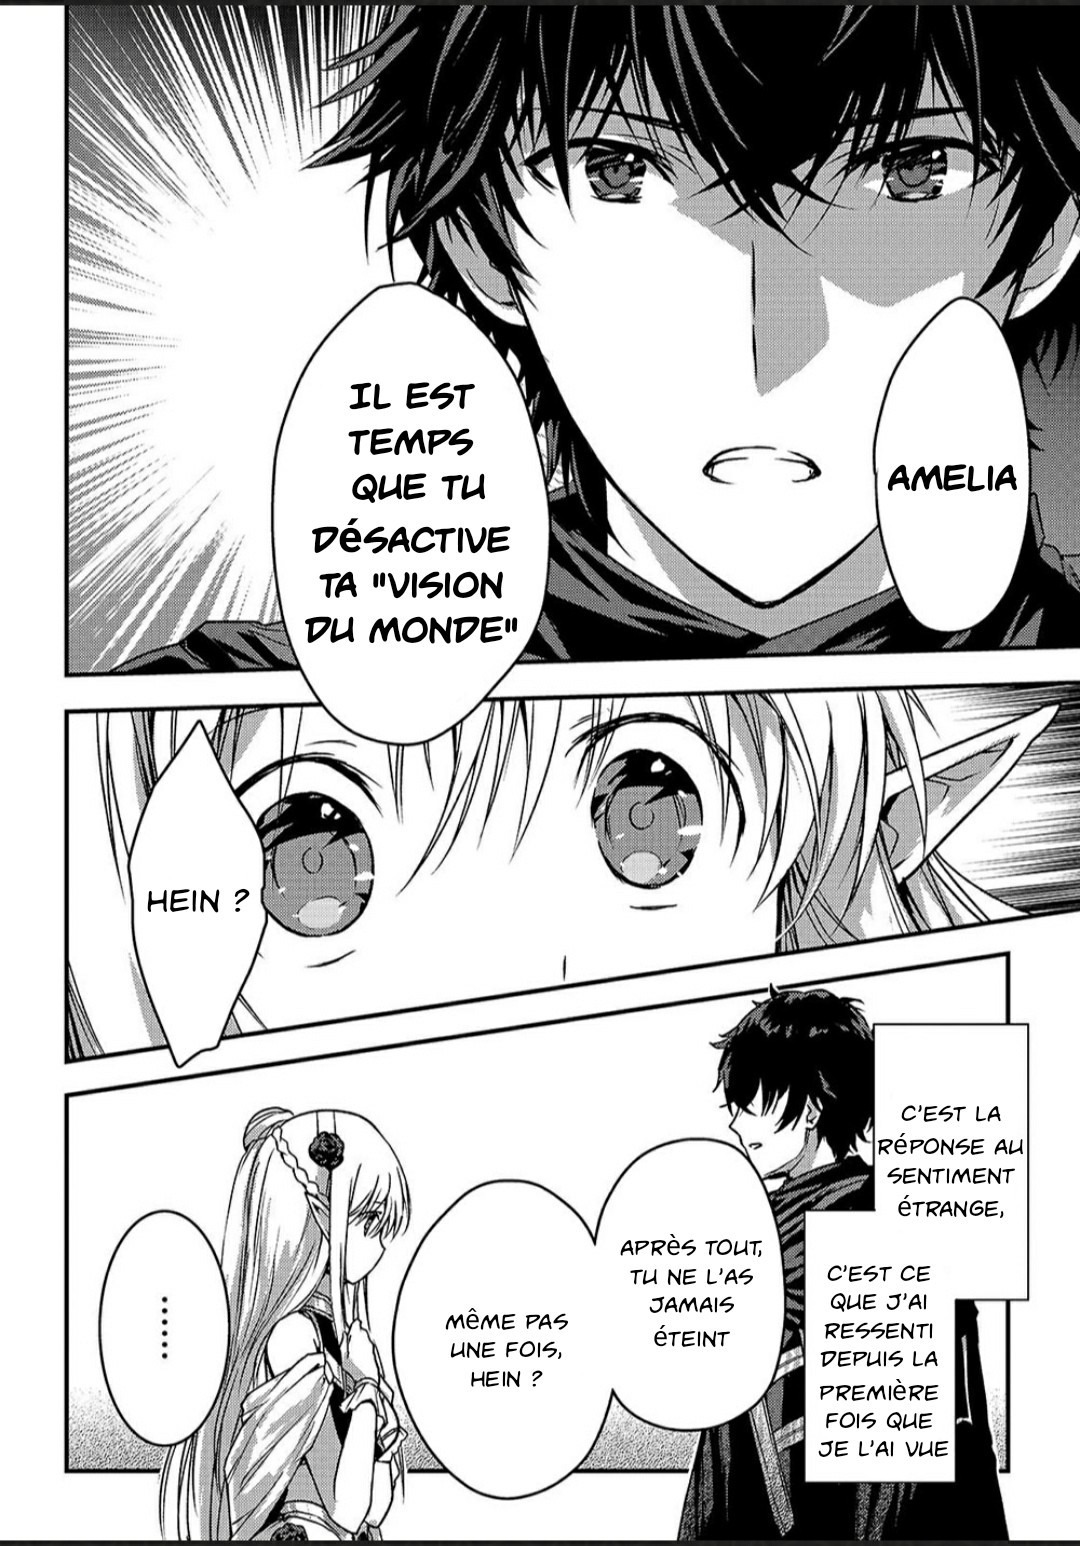 AMELIA
IL EST
TEMPS
QUE TU
DÉSACTIVE
TA "VISION
DU MONDE"
HEIN ?
C'EST LA
RÉPONSE AU
SENTIMENT
ÉTRANGE,
C'EST CE
QUE J'AI
RESSENTI
DEPUIS LA
PREMIÈRE
FOIS QUE
JE L'AI VUE
APRÈS TOUT,
TU NE L'AS
JAMAIS
ÉTEINT
MÊME PAS
UNE FOIS,
HEIN ?
......